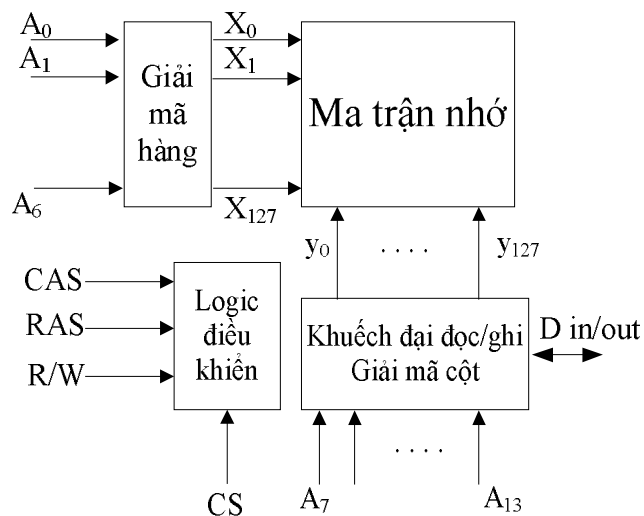 A0 X0
A1 X1
Giải
mã
hàng
Ma trận nhớ
A6 X127
y0 .... y127
CAS
RAS
R/W
Logic
điều
khiển
Khuếch đại đọc/ghi
Giải mã cột
D in/out
CS
A7 .... A13